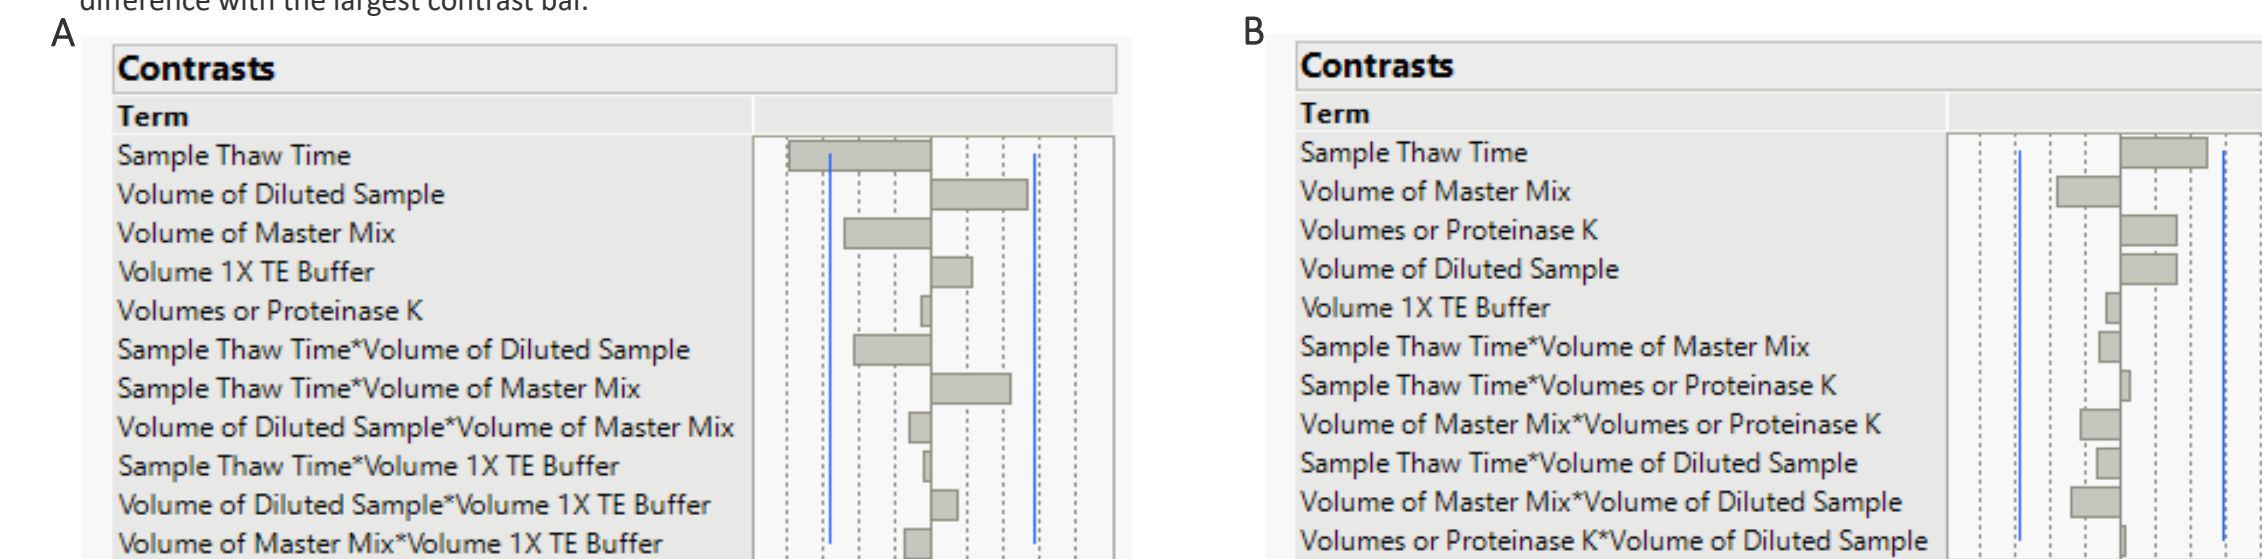 difference with the largest contrast bar.
A
Contrasts
Term
Sample Thaw Time
Volume of Diluted Sample
Volume of Master Mix
Volume 1X TE Buffer
Volumes or Proteinase K
Sample Thaw Time*Volume of Diluted Sample
Sample Thaw Time*Volume of Master Mix
Volume of Diluted Sample*Volume of Master Mix
Sample Thaw Time*Volume 1X TE Buffer
Volume of Diluted Sample*Volume 1X TE Buffer
Volume of Master Mix*Volume 1X TE Buffer
B
Contrasts
Term
Sample Thaw Time
Volume of Master Mix
Volumes or Proteinase K
Volume of Diluted Sample
Volume 1X TE Buffer
Sample Thaw Time*Volume of Master Mix
Sample Thaw Time*Volumes or Proteinase K
Volume of Master Mix*Volumes or Proteinase K
Sample Thaw Time*Volume of Diluted Sample
Volume of Master Mix*Volume of Diluted Sample
Volumes or Proteinase K*Volume of Diluted Sample